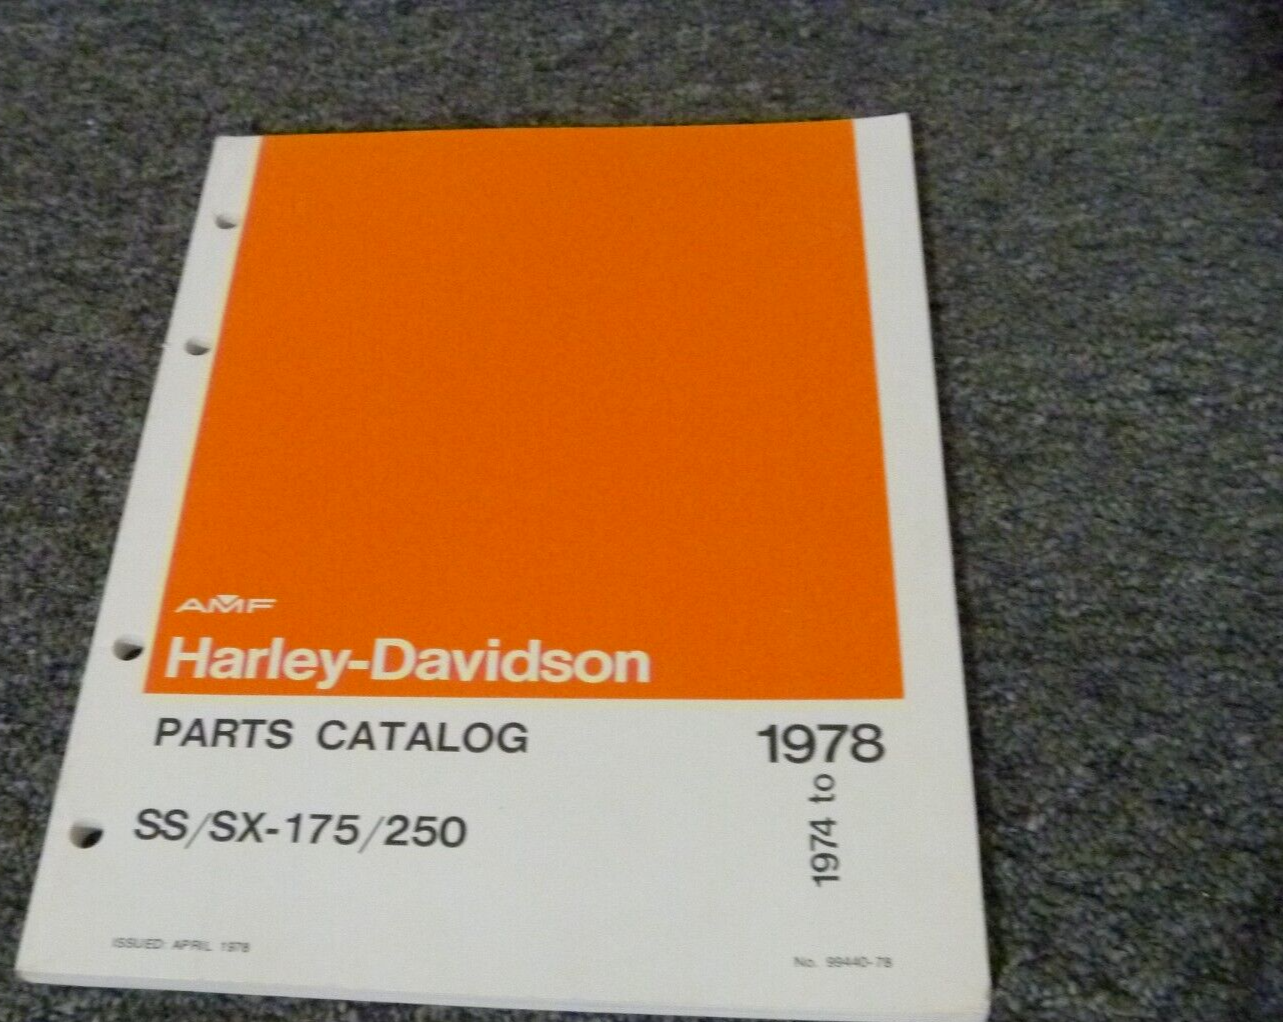 AMF
Harley-Davidson
PARTS CATALOG
1978
1974 to
SS/SX-175/250
ISSUED: APRIL 1978
No. 99440-78